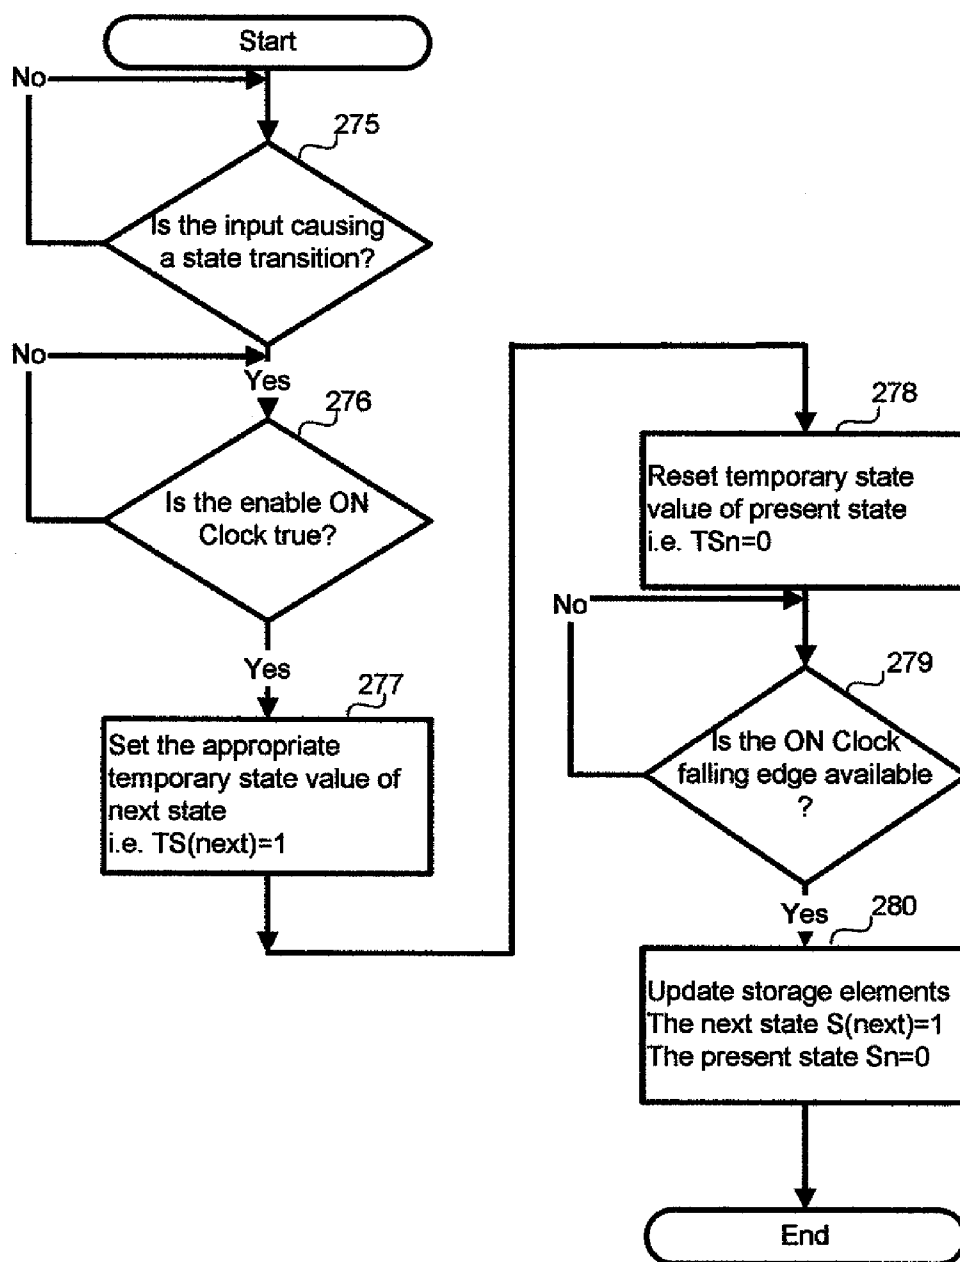 Start
No
275
Is the input causing
a state transition?
No
Yes
276
Is the enable ON
Clock true?
Yes
277
Set the appropriate
temporary state value of
next state
i.e. TS(next)=1
278
Reset temporary state
value of present state
i.e. TSn=0
No
279
Is the ON Clock
falling edge available
?
Yes
280
Update storage elements
The next state S(next)=1
The present state Sn=0
End